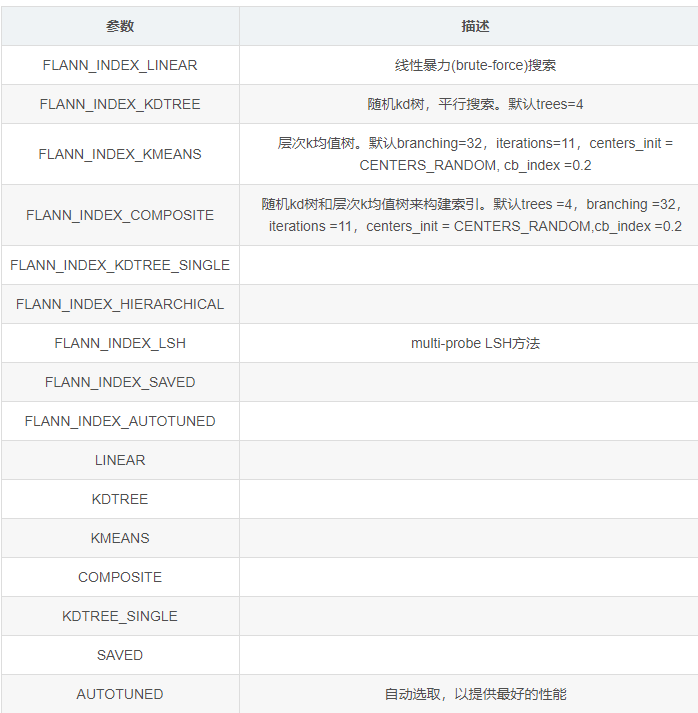 参数 描述
FLANN_INDEX_LINEAR 线性暴力(brute-force)搜索
FLANN_INDEX_KDTREE 随机kd树，平行搜索。默认trees=4
FLANN_INDEX_KMEANS 层次k均值树。默认branching=32，iterations=11，centers_init =
CENTERS_RANDOM, cb_index =0.2
FLANN_INDEX_COMPOSITE 随机kd树和层次k均值树来构建索引。默认trees =4，branching =32，
iterations =11，centers_init = CENTERS_RANDOM,cb_index =0.2
FLANN_INDEX_KDTREE_SINGLE
FLANN_INDEX_HIERARCHICAL
FLANN_INDEX_LSH multi-probe LSH方法
FLANN_INDEX_SAVED
FLANN_INDEX_AUTOTUNED
LINEAR
KDTREE
KMEANS
COMPOSITE
KDTREE_SINGLE
SAVED
AUTOTUNED 自动选取，以提供最好的性能